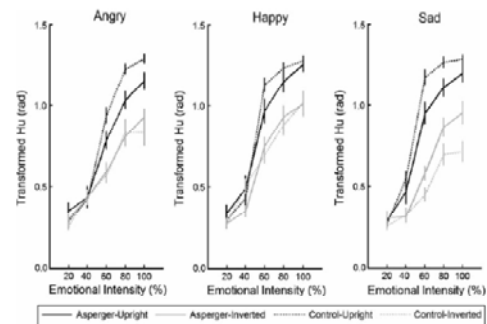 Angry Happy Sad
Transformed Hu (rad) Transformed Hu (rad) Transformed Hu (rad)
1.5 1.5 1.5
1.0 1.0 1.0
0.5 0.5 0.5
0.0 0.0 0.0
20 40 60 80 100 20 40 60 80 100 20 40 60 80 100
Emotional Intensity (%) Emotional Intensity (%) Emotional Intensity (%)
Asperger-Upright Asperger-Inverted Control-Upright Control-Inverted